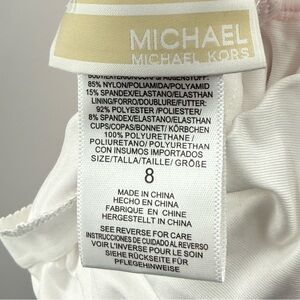 MICHAEL
MICHAEL KORS
85% NYLON/POLIAMIDA/POLYAMID
15% SPANDEX/ELASTANO/ELASTHAN
LINING/FORRO/DOUBLURE/FUTTER:
92% POLYESTER/POLIESTER/
8% SPANDEX/ELASTANO/ELASTHAN
CUPS/COPAS/BONNET/ KÖRBCHEN
100% POLYURETHANE/
POLIURETANO/POLYURETHAN
CON INSUMOS IMPORTADOS
SIZE/TALLA/TAILLE/ GRÖßE
8
MADE IN CHINA
HECHO EN CHINA
FABRIQUE EN CHINE
HERGESTELLT IN CHINA
SEE REVERSE FOR CARE
INSTRUCCIONES DE CUIDADO AL REVERSO
VOIR L'INVERSE POUR LE SOIN
SIEHE RÜCKSEITE FÜR
PFLEGEHINWEISE